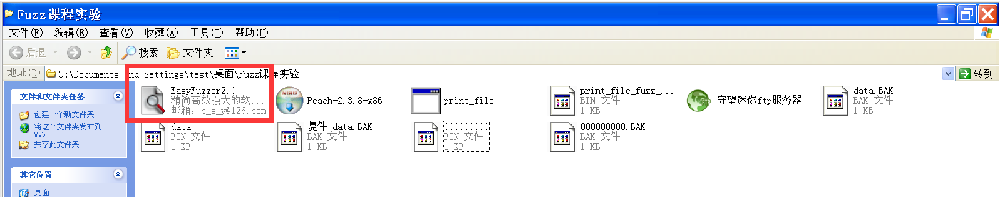 Fuzz课程实验
文件(F) 编辑(E) 查看(V) 收藏(A) 工具(T) 帮助(H)
后退 搜索 文件夹
地址(D) C:\Documents and Settings\test\桌面\Fuzz课程实验 转到
文件和文件夹任务
创建一个新文件夹
将这个文件夹发布到
Web
共享此文件夹
其它位置
桌面
EasyFuzzer2.0
精简高效强大的软...
邮箱: c_s_y@126.com
Peach-2.3.8-x86
print_file
print_file_fuzz_...
BIN 文件
1 KB
FTP
守望迷你ftp服务器
data.BAK
BAK 文件
1 KB
data
BIN 文件
1 KB
复件 data.BAK
BAK 文件
1 KB
000000000
BIN 文件
1 KB
000000000.BAK
BAK 文件
1 KB